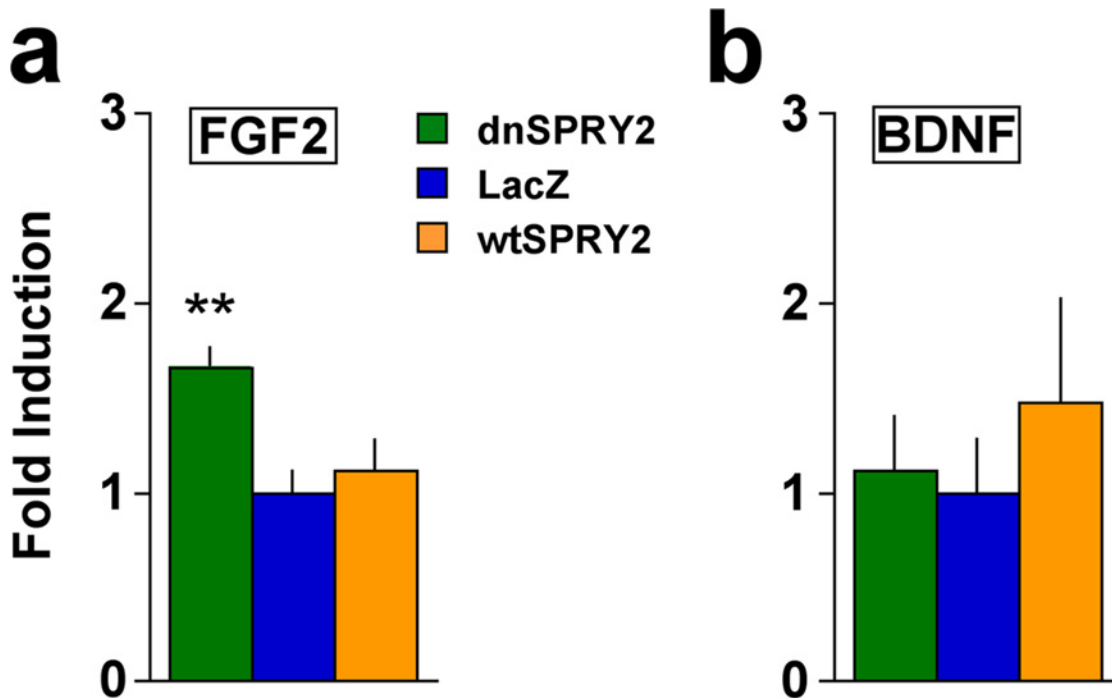 a
b
FGF2
BDNF
dnSPRY2
LacZ
wtSPRY2
Fold Induction
3
2
1
0
**
3
2
1
0